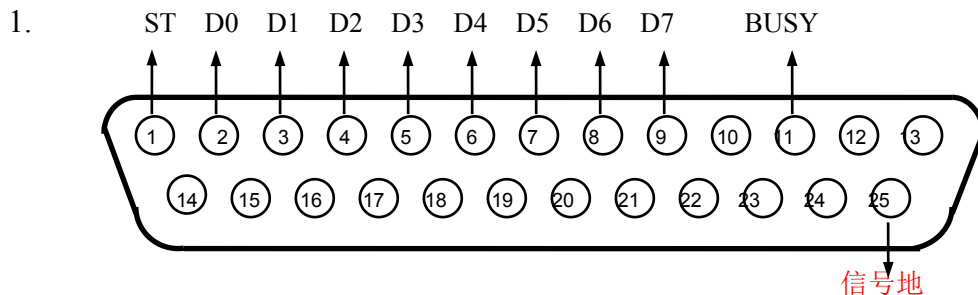 1. ST D0 D1 D2 D3 D4 D5 D6 D7 BUSY
1 2 3 4 5 6 7 8 9 10 11 12 13
14 15 16 17 18 19 20 21 22 23 24 25
信号地